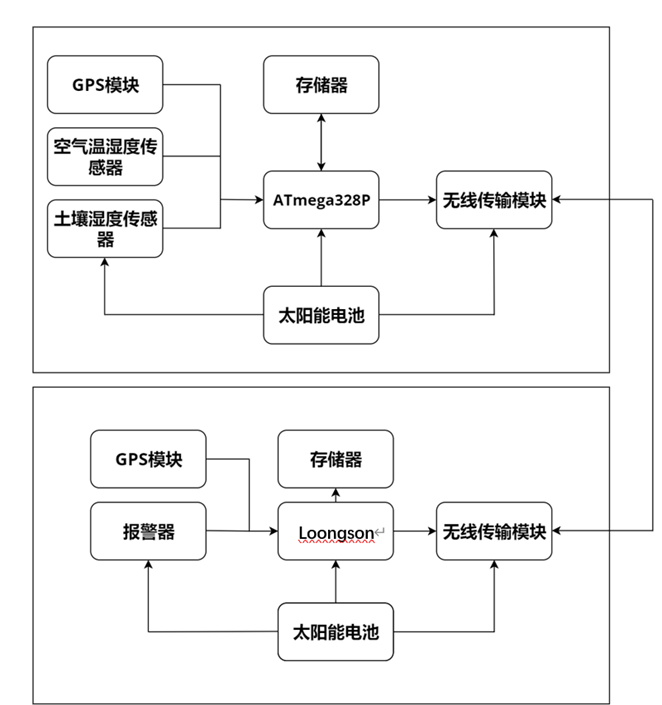 GPS模块
存储器
空气温湿度传
感器
土壤湿度传感
器
ATmega328P
无线传输模块
太阳能电池
GPS模块
存储器
报警器
Loongson↵
无线传输模块
太阳能电池